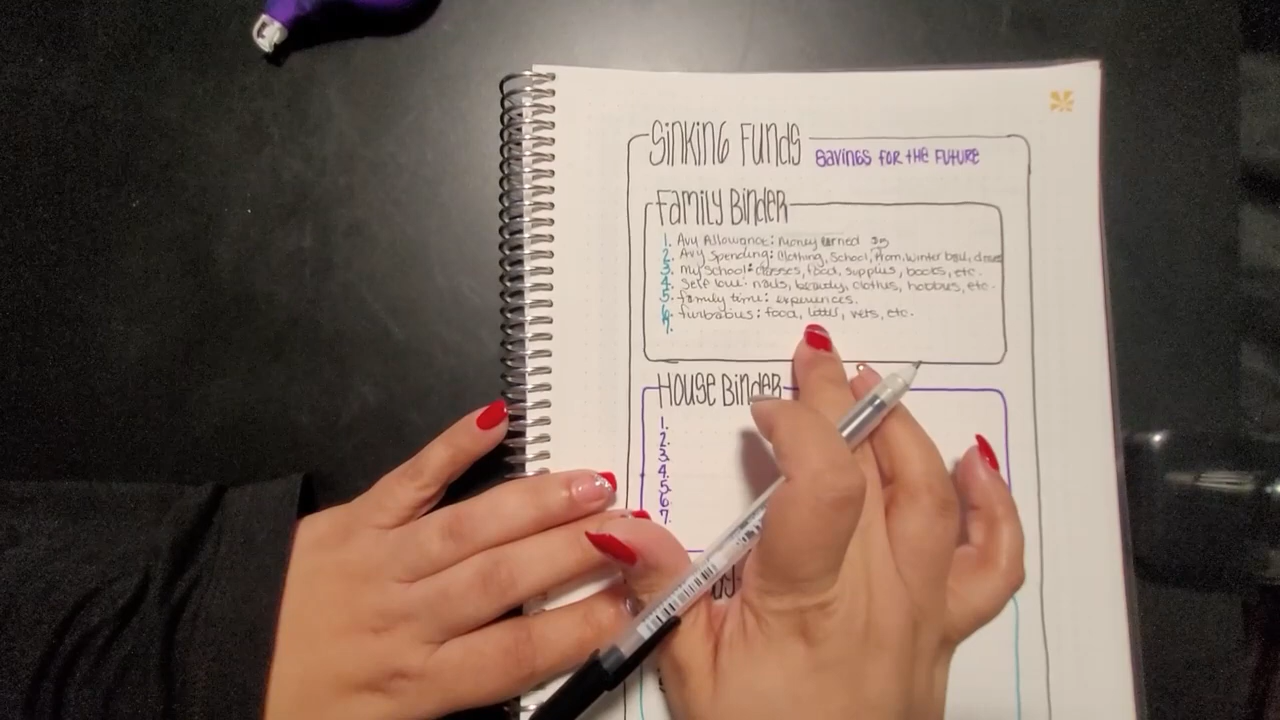 Sinking Funds
Savings for the Future
Family Binder
1. Avy Allowance: Money Earned
2. Avy Spending: Clothing, School, Prom, Winter ball, dress
3. My School: classes, food, supplies, books, etc.
4. Self love: nails, beauty, clothes, hobbies, etc.
5. family time: experiences.
6. furbabies: food, litter, vets, etc.
7.
House Binder
1.
2.
3.
4.
5.
6.
7.